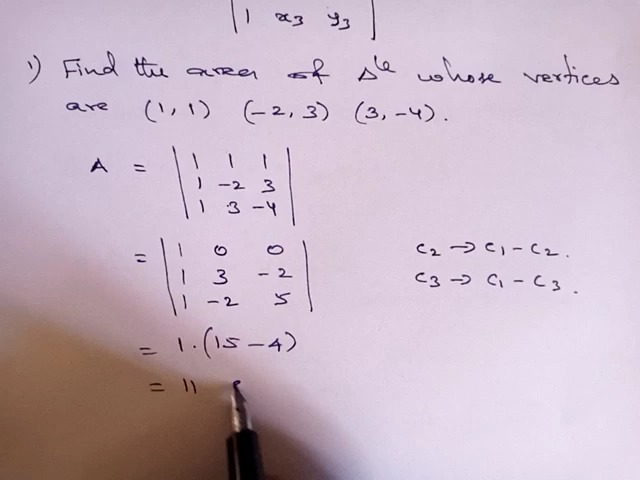 | 1 x₃ y₃ |
1) Find the area of Δle whose vertices
are (1, 1) (-2, 3) (3, -4).
A = | 1 1 1 |
| 1 -2 3 |
| 1 3 -4 |
= | 1 0 0 | C₂ → C₁ - C₂.
| 1 3 -2 | C₃ → C₁ - C₃.
| 1 -2 5 |
= 1·(15 - 4)
= 11